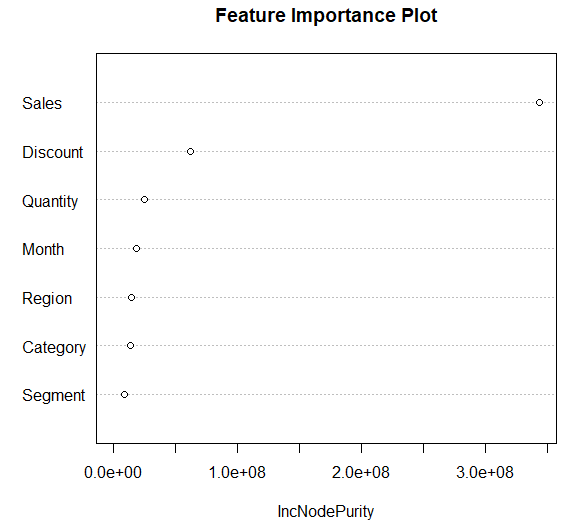 Feature Importance Plot
Sales
Discount
Quantity
Month
Region
Category
Segment
0.0e+00 1.0e+08 2.0e+08 3.0e+08
IncNodePurity